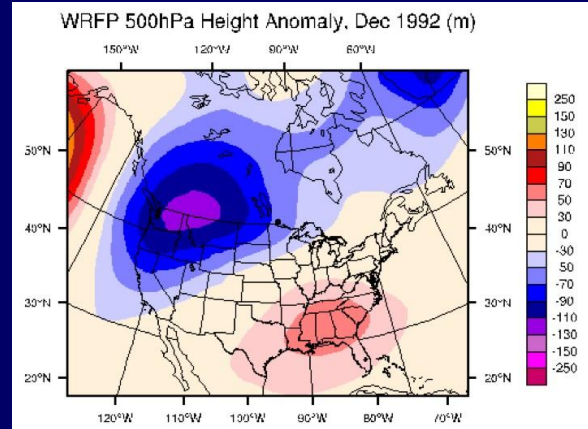 WRFP 500hPa Height Anomaly, Dec 1992 (m)
150°W 120°W 90°W 60°W
50°N 50°N
40°N 40°N
30°N 30°N
20°N 20°N
120°W 110°W 100°W 90°W 80°W 70°W
250
150
130
110
90
70
50
30
0
-30
-50
-70
-90
-110
-130
-150
-250